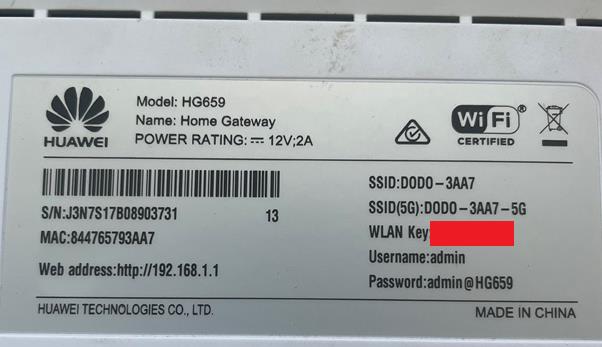 HUAWEI
Model: HG659
Name: Home Gateway
POWER RATING: ⎓ 12V;2A
Wi Fi®
CERTIFIED
S/N:J3N7S17B08903731 13
MAC:844765793AA7
Web address:http://192.168.1.1
SSID:DODO-3AA7
SSID(5G):DODO-3AA7-5G
WLAN Key:
Username:admin
Password:admin@HG659
HUAWEI TECHNOLOGIES CO., LTD.
MADE IN CHINA